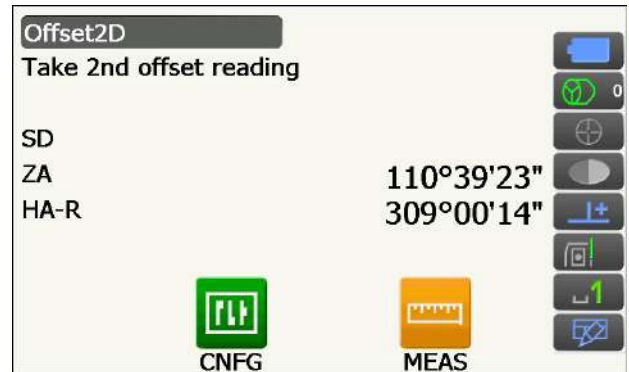 Offset2D
Take 2nd offset reading
0
SD
ZA 110°39'23"
HA-R 309°00'14"
1
CNFG MEAS